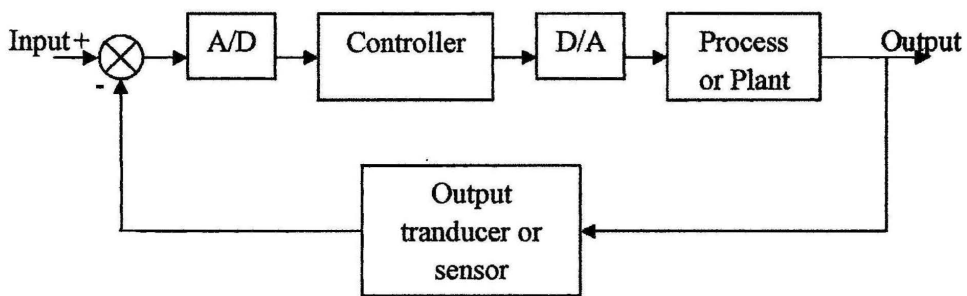 Input + A/D Controller D/A Process Output
or Plant
-
Output
tranducer or
sensor